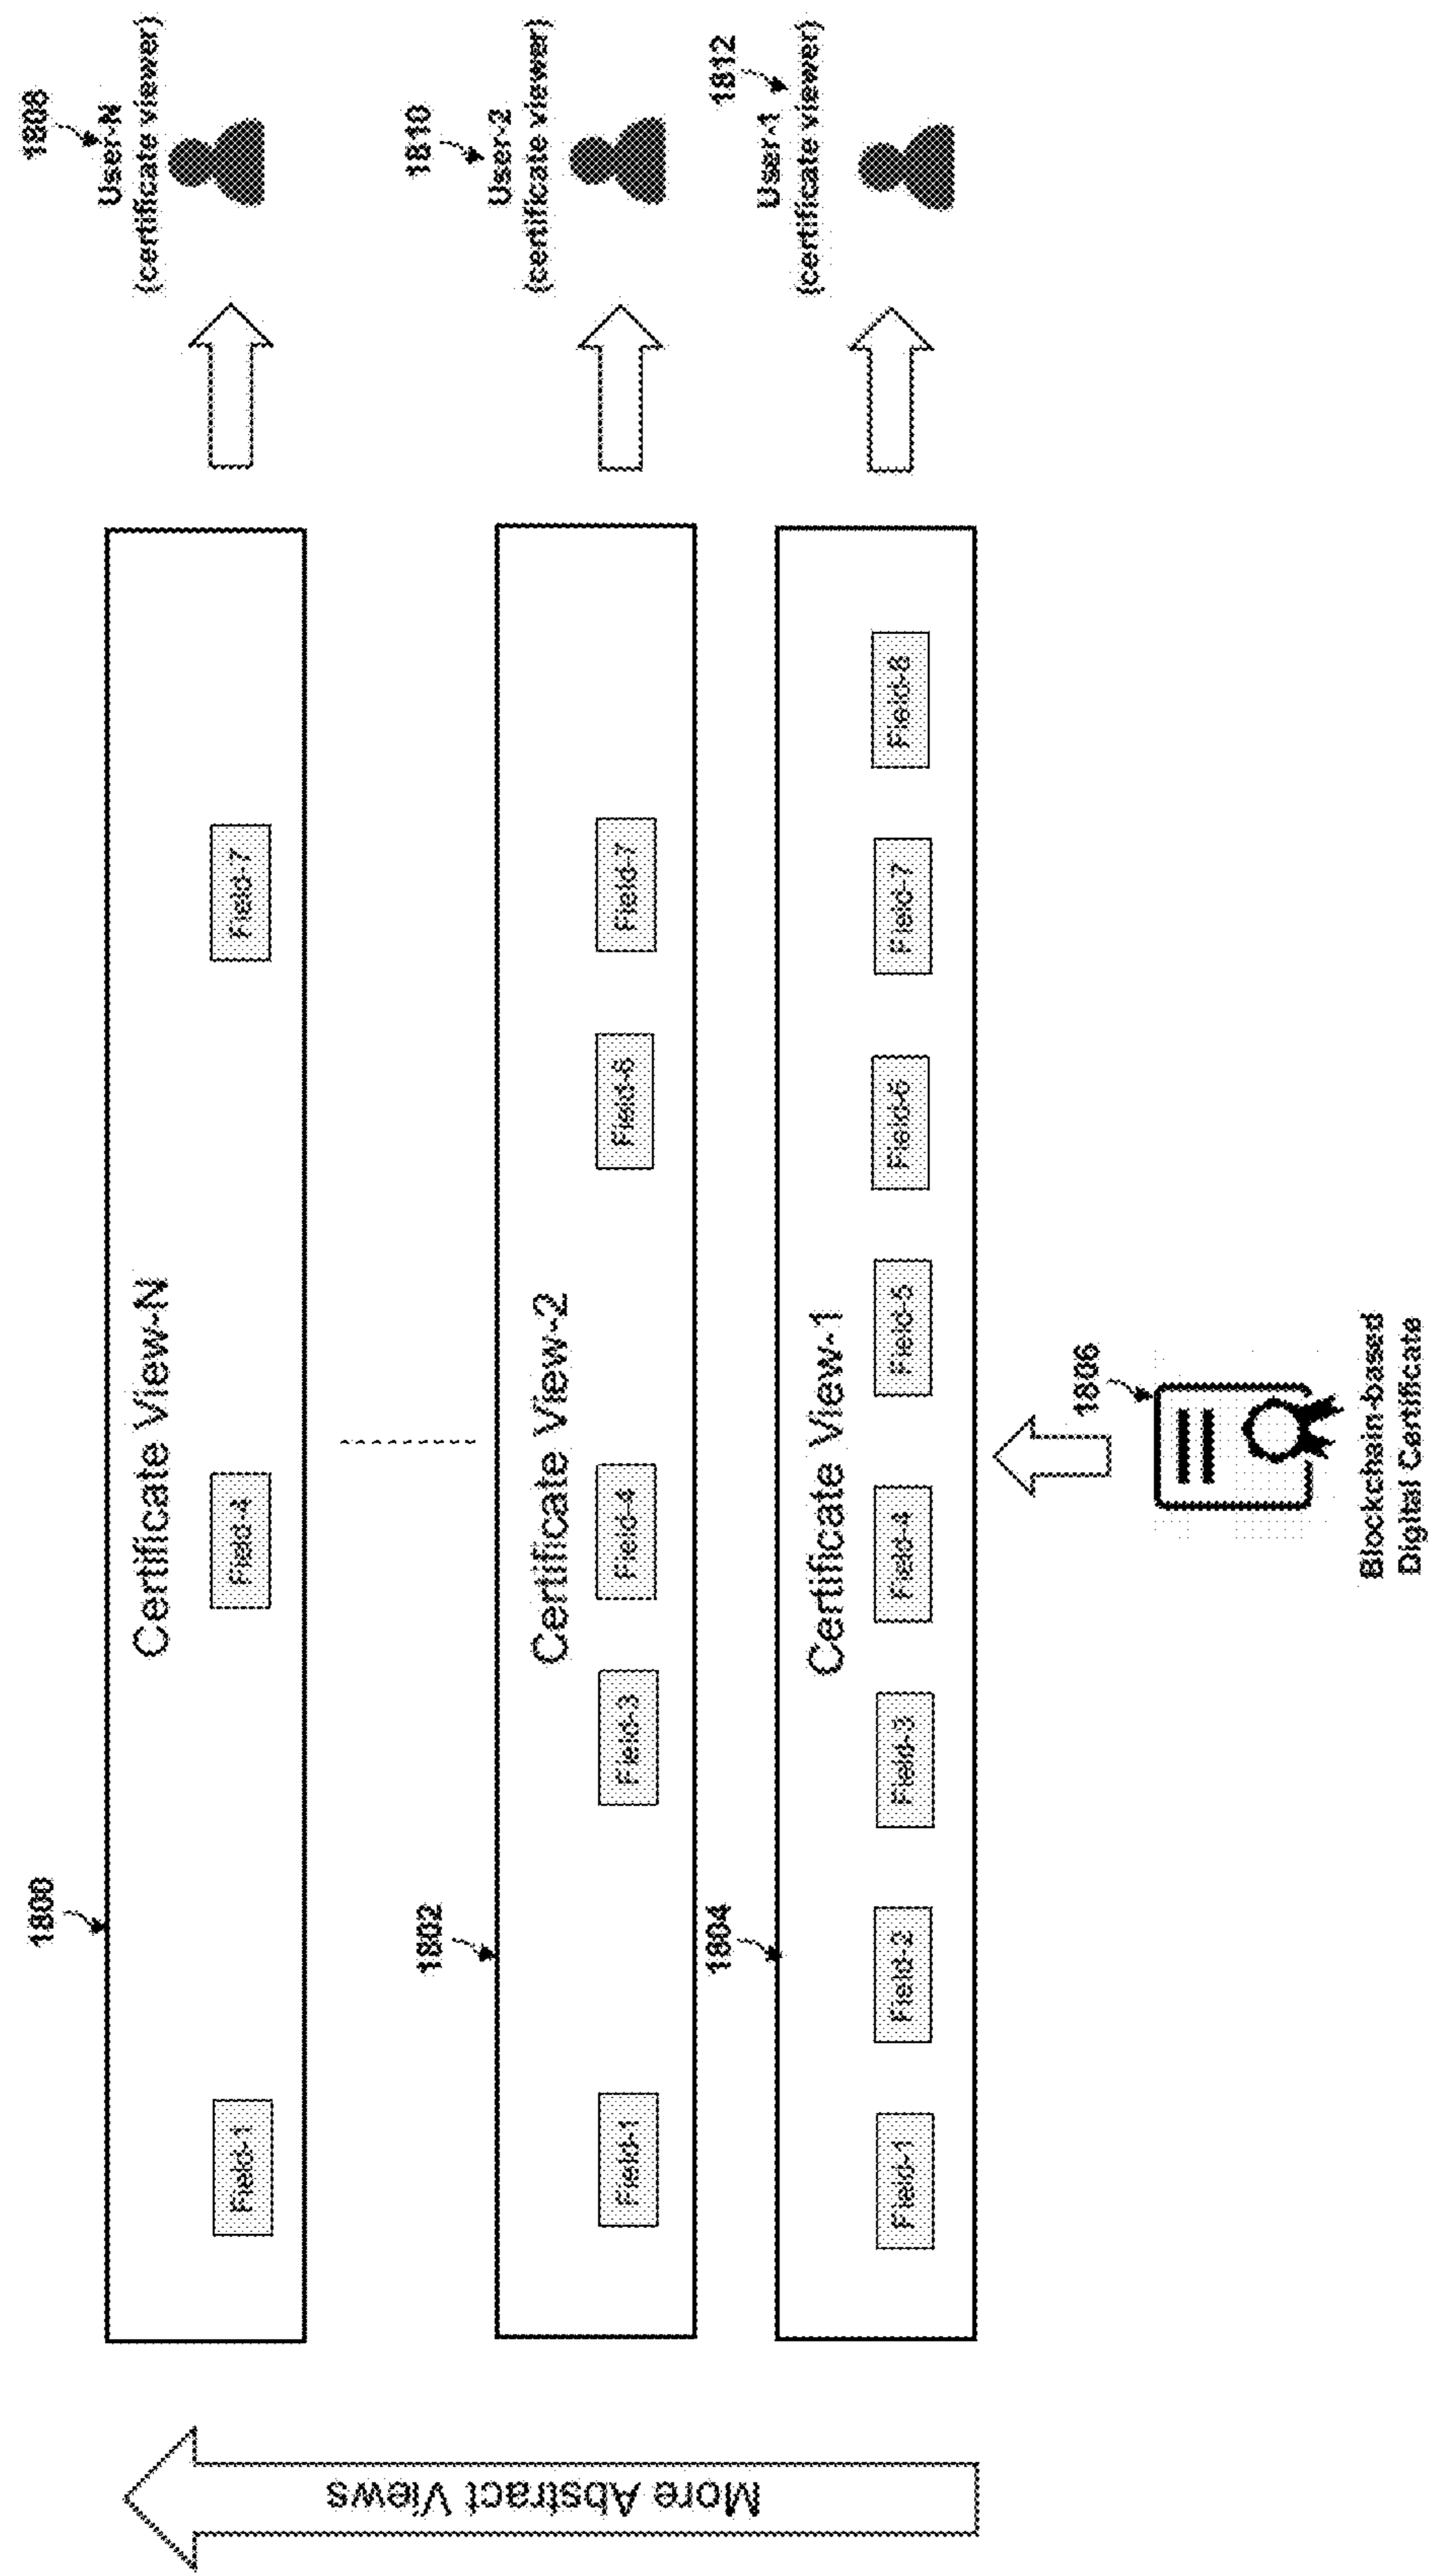 1808
User-N
(certificate viewer)
1800
Certificate View-N
Field-1
Field-4
Field-7
1810
User-2
(certificate viewer)
1802
Certificate View-2
Field-1
Field-3
Field-4
Field-6
Field-7
1812
User-1
(certificate viewer)
1804
Certificate View-1
Field-1
Field-2
Field-3
Field-4
Field-5
Field-6
Field-7
Field-8
More Abstract Views
1806
Blockchain-based
Digital Certificate